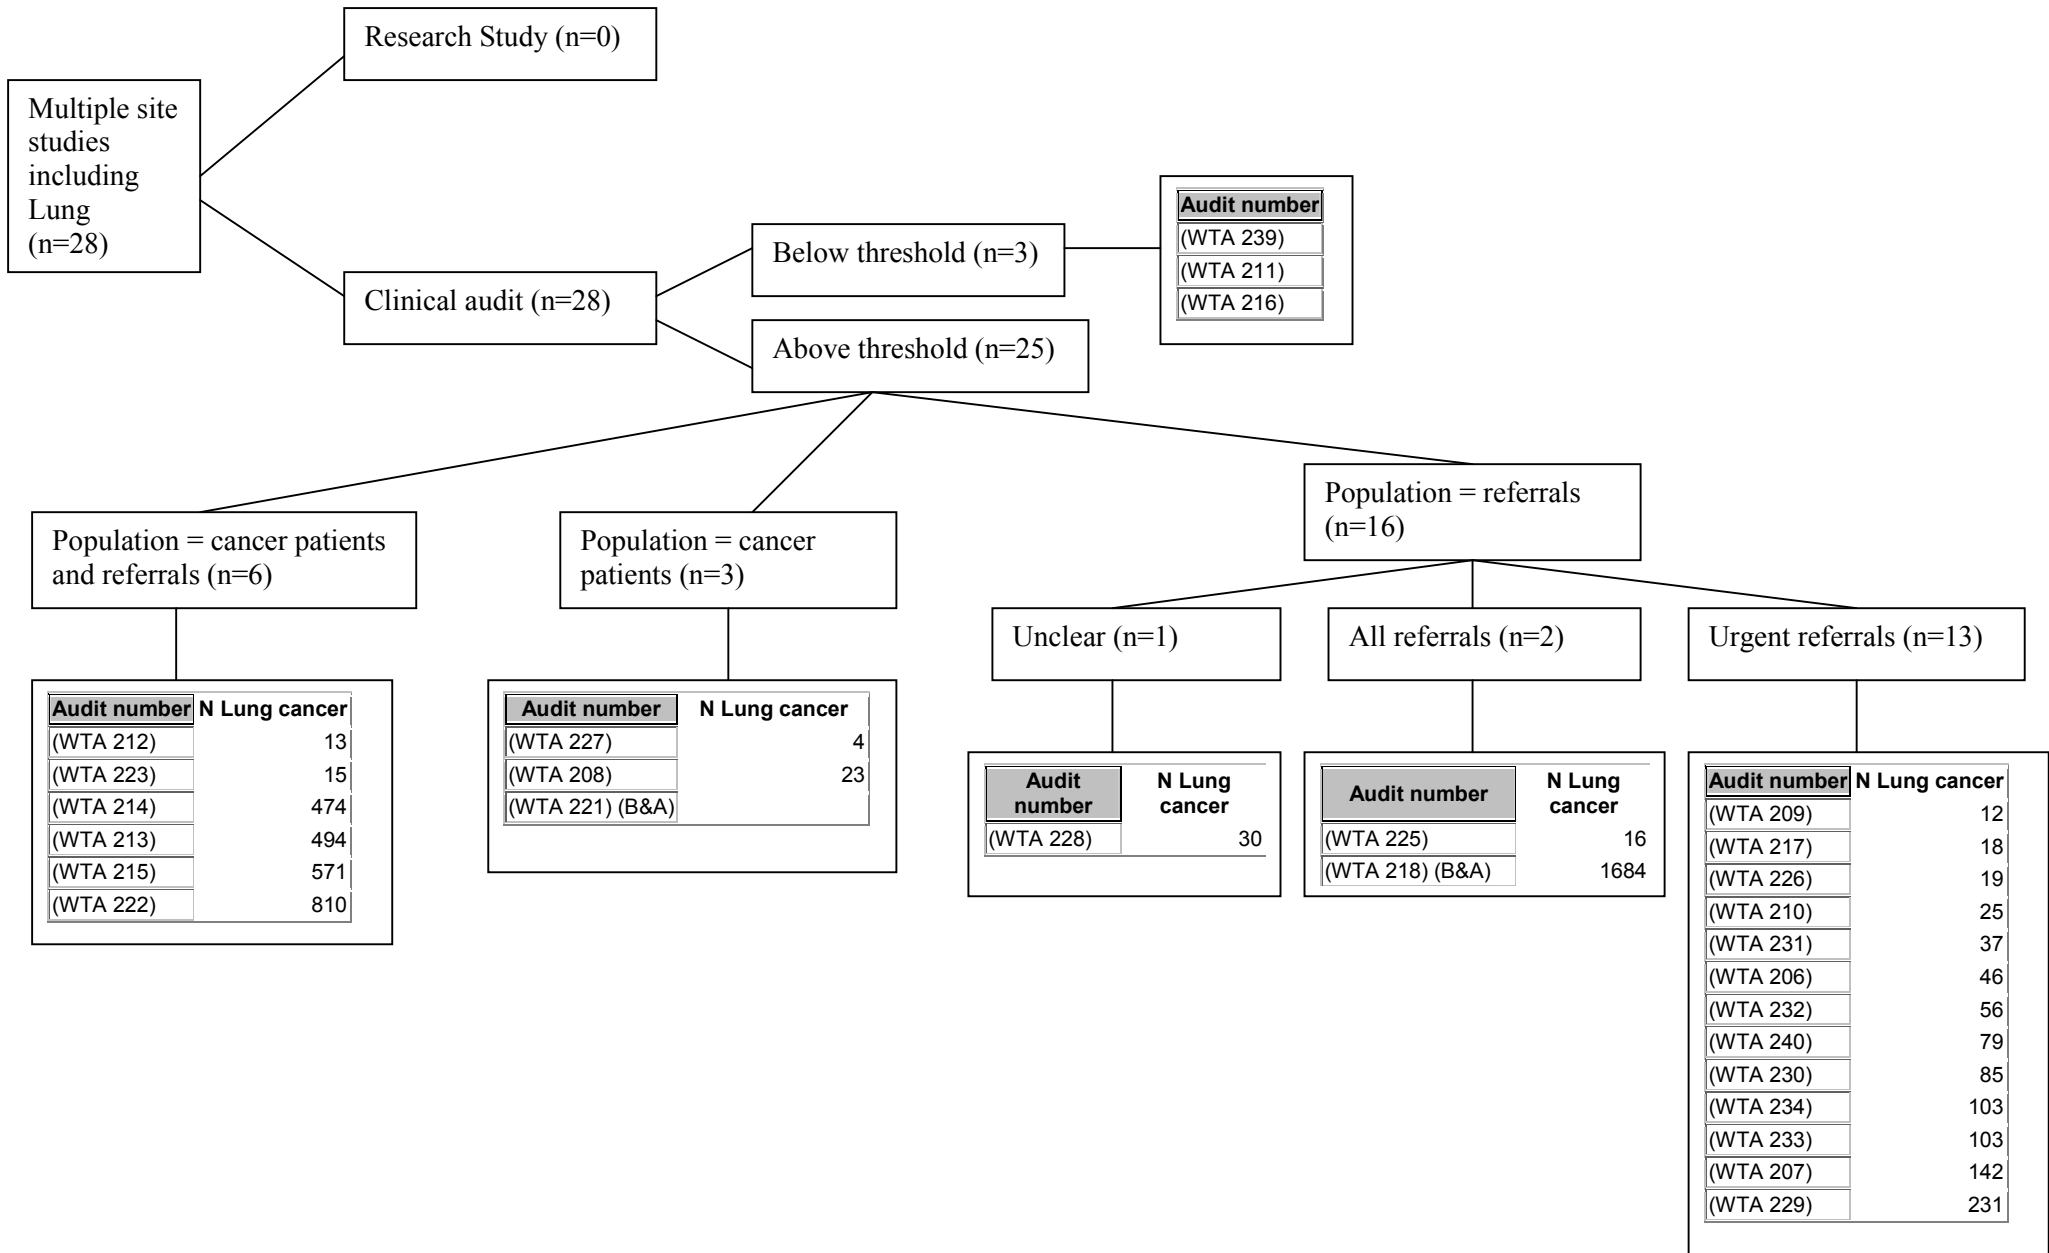 Research Study (n=0)
Multiple site
studies
including
Lung
(n=28)
Clinical audit (n=28)
Below threshold (n=3)
Audit number
(WTA 239)
(WTA 211)
(WTA 216)
Above threshold (n=25)
Population = cancer patients
and referrals (n=6)
Audit number N Lung cancer
(WTA 212) 13
(WTA 223) 15
(WTA 214) 474
(WTA 213) 494
(WTA 215) 571
(WTA 222) 810
Population = cancer
patients (n=3)
Audit number N Lung cancer
(WTA 227) 4
(WTA 208) 23
(WTA 221) (B&A)
Population = referrals
(n=16)
Unclear (n=1)
Audit N Lung
number cancer
(WTA 228) 30
All referrals (n=2)
Audit number N Lung
cancer
(WTA 225) 16
(WTA 218) (B&A) 1684
Urgent referrals (n=13)
Audit number N Lung cancer
(WTA 209) 12
(WTA 217) 18
(WTA 226) 19
(WTA 210) 25
(WTA 231) 37
(WTA 206) 46
(WTA 232) 56
(WTA 240) 79
(WTA 230) 85
(WTA 234) 103
(WTA 233) 103
(WTA 207) 142
(WTA 229) 231